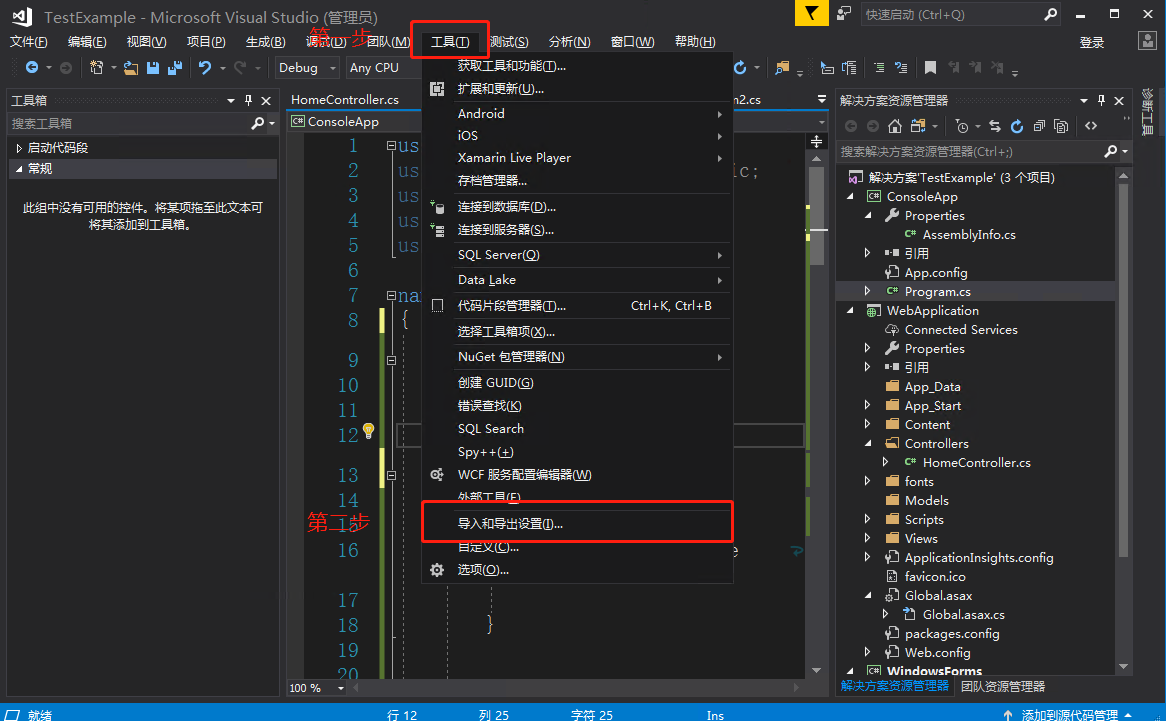 TestExample - Microsoft Visual Studio (管理员)
快速启动 (Ctrl+Q)
文件(F) 编辑(E) 视图(V) 项目(P) 生成(B) 调试(D) 团队(M) 工具(T) 测试(S) 分析(N) 窗口(W) 帮助(H) 登录
第一步
Debug Any CPU
工具箱
搜索工具箱
启动代码段
常规
此组中没有可用的控件。将某项拖至此文本可
将其添加到工具箱。
HomeController.cs
m2.cs
ConsoleApp
1 us
2 us ic;
3 us
4 us
5 us
6
7 na
8 {
9
10
11
12
13
14
15
16 e
17
18 }
19
20
第二步
获取工具和功能(T)...
扩展和更新(U)...
Android
iOS
Xamarin Live Player
存档管理器...
连接到数据库(D)...
连接到服务器(S)...
SQL Server(Q)
Data Lake
代码片段管理器(T)... Ctrl+K, Ctrl+B
选择工具箱项(X)...
NuGet 包管理器(N)
创建 GUID(G)
错误查找(K)
SQL Search
Spy++(+)
WCF 服务配置编辑器(W)
外部工具(E)
导入和导出设置(I)...
自定义(C)...
选项(O)...
100 %
解决方案资源管理器
搜索解决方案资源管理器(Ctrl+;)
解决方案'TestExample' (3 个项目)
ConsoleApp
Properties
AssemblyInfo.cs
引用
App.config
Program.cs
WebApplication
Connected Services
Properties
引用
App_Data
App_Start
Content
Controllers
HomeController.cs
fonts
Models
Scripts
Views
ApplicationInsights.config
favicon.ico
Global.asax
Global.asax.cs
packages.config
Web.config
WindowsForms
解决方案资源管理器 团队资源管理器
诊断工具
就绪 行 12 列 25 字符 25 Ins 添加到源代码管理